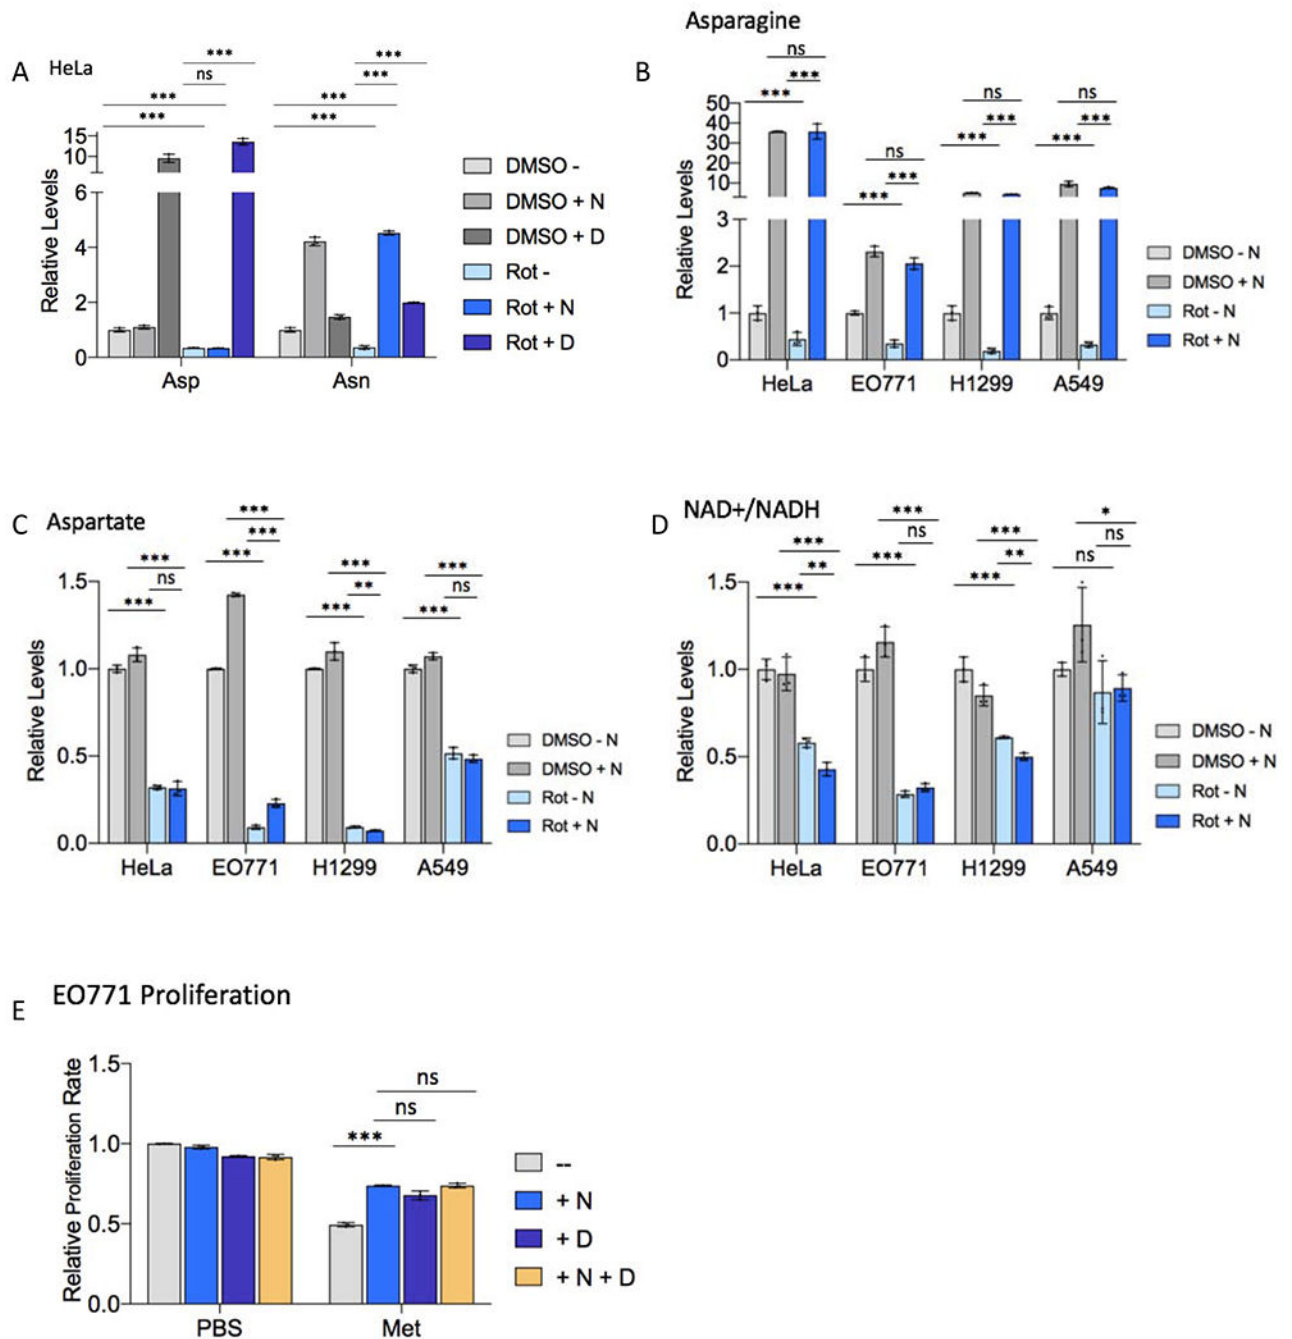 A HeLa
*** 
ns
***
***
***
***
***
***
15
10
6
4
2
0
Relative Levels
Asp Asn
DMSO -
DMSO + N
DMSO + D
Rot -
Rot + N
Rot + D
B
Asparagine
ns
***
***
ns
***
***
ns
***
***
ns
***
***
50
40
30
20
10
3
2
1
0
Relative Levels
HeLa EO771 H1299 A549
DMSO - N
DMSO + N
Rot - N
Rot + N
C Aspartate
***
ns
***
***
***
***
***
**
***
***
ns
***
1.5
1.0
0.5
0.0
Relative Levels
HeLa EO771 H1299 A549
DMSO - N
DMSO + N
Rot - N
Rot + N
D NAD+/NADH
***
**
***
***
ns
***
***
**
***
*
ns
ns
1.5
1.0
0.5
0.0
Relative Levels
HeLa EO771 H1299 A549
DMSO - N
DMSO + N
Rot - N
Rot + N
E EO771 Proliferation
ns
ns
***
1.5
1.0
0.5
0.0
Relative Proliferation Rate
PBS Met
--
+ N
+ D
+ N + D